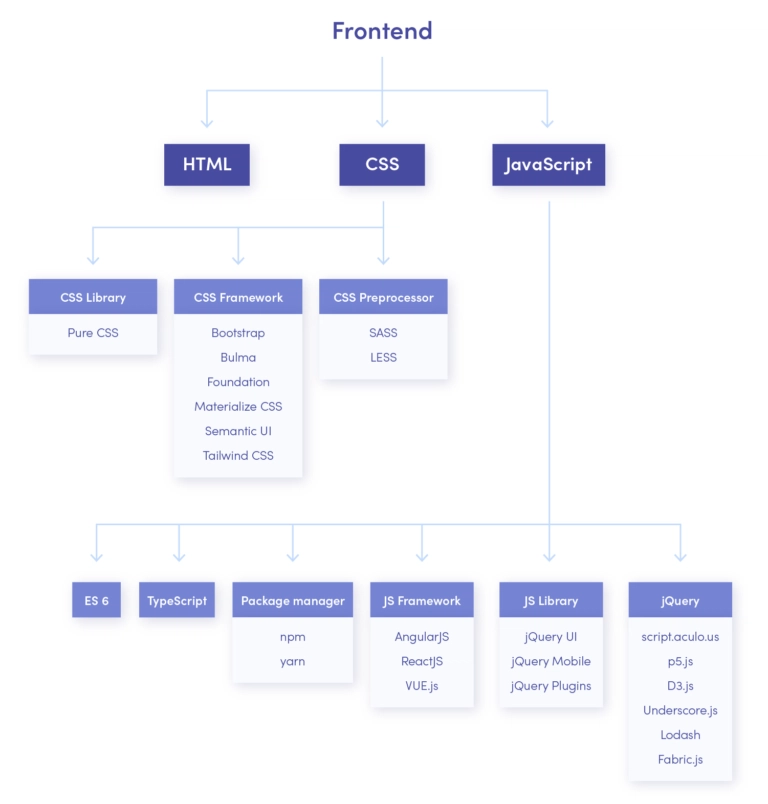 Frontend
HTML
CSS
JavaScript
CSS Library
Pure CSS
CSS Framework
Bootstrap
Bulma
Foundation
Materialize CSS
Semantic UI
Tailwind CSS
CSS Preprocessor
SASS
LESS
ES 6
TypeScript
Package manager
npm
yarn
JS Framework
AngularJS
ReactJS
VUE.js
JS Library
jQuery UI
jQuery Mobile
jQuery Plugins
jQuery
script.aculo.us
p5.js
D3.js
Underscore.js
Lodash
Fabric.js